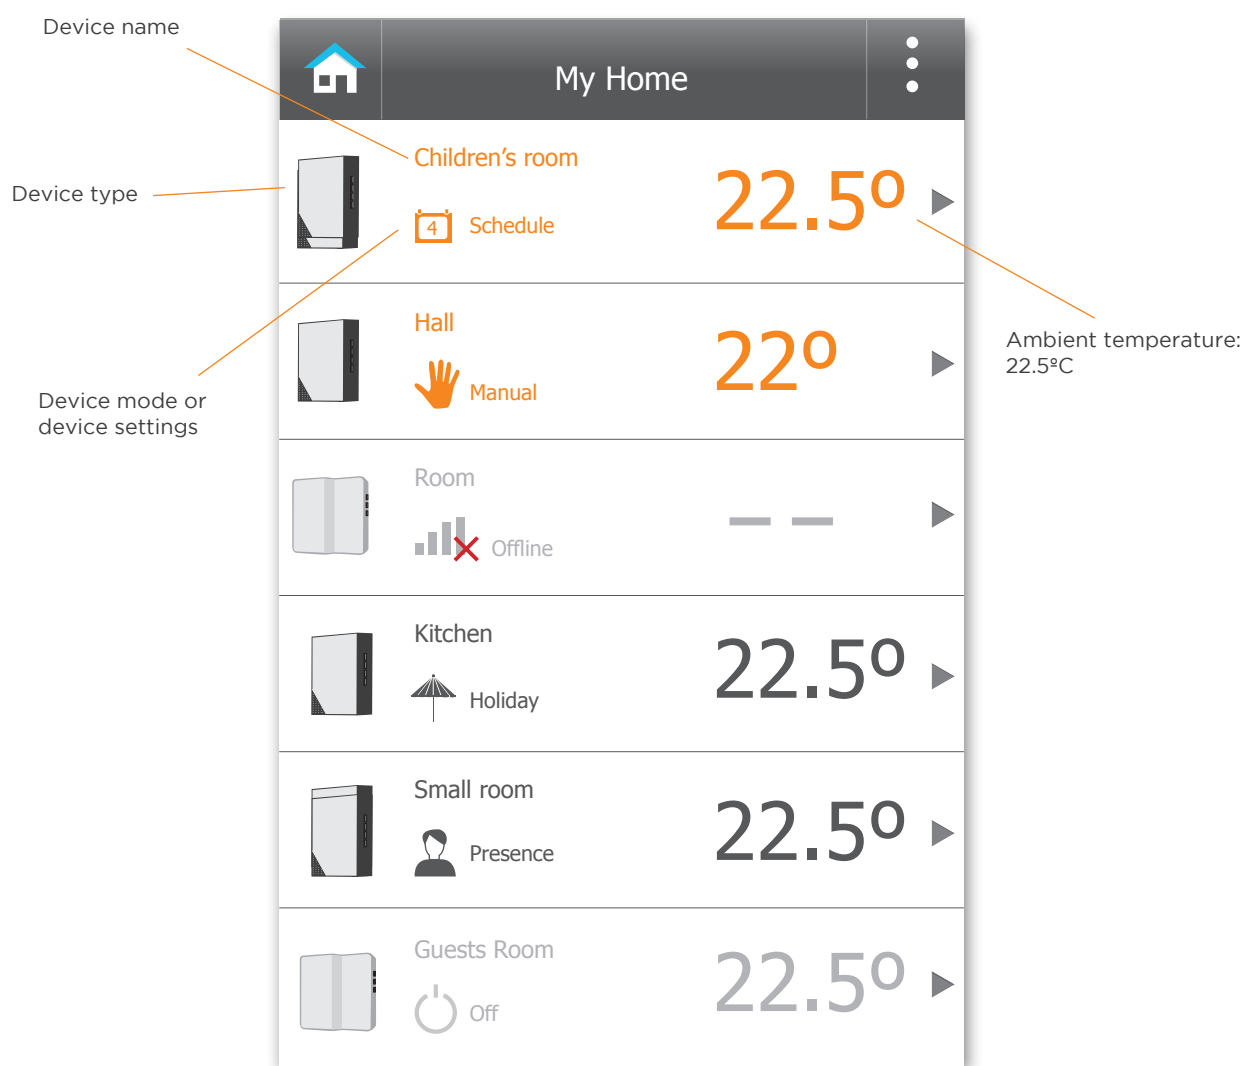 Device name
My Home
Children’s room
Device type
22.5º
4 Schedule
Hall
Ambient temperature:
22.5ºC
22º
Manual
Device mode or
device settings
Room
Offline
– –
Kitchen
22.5º
Holiday
Small room
22.5º
Presence
Guests Room
22.5º
Off